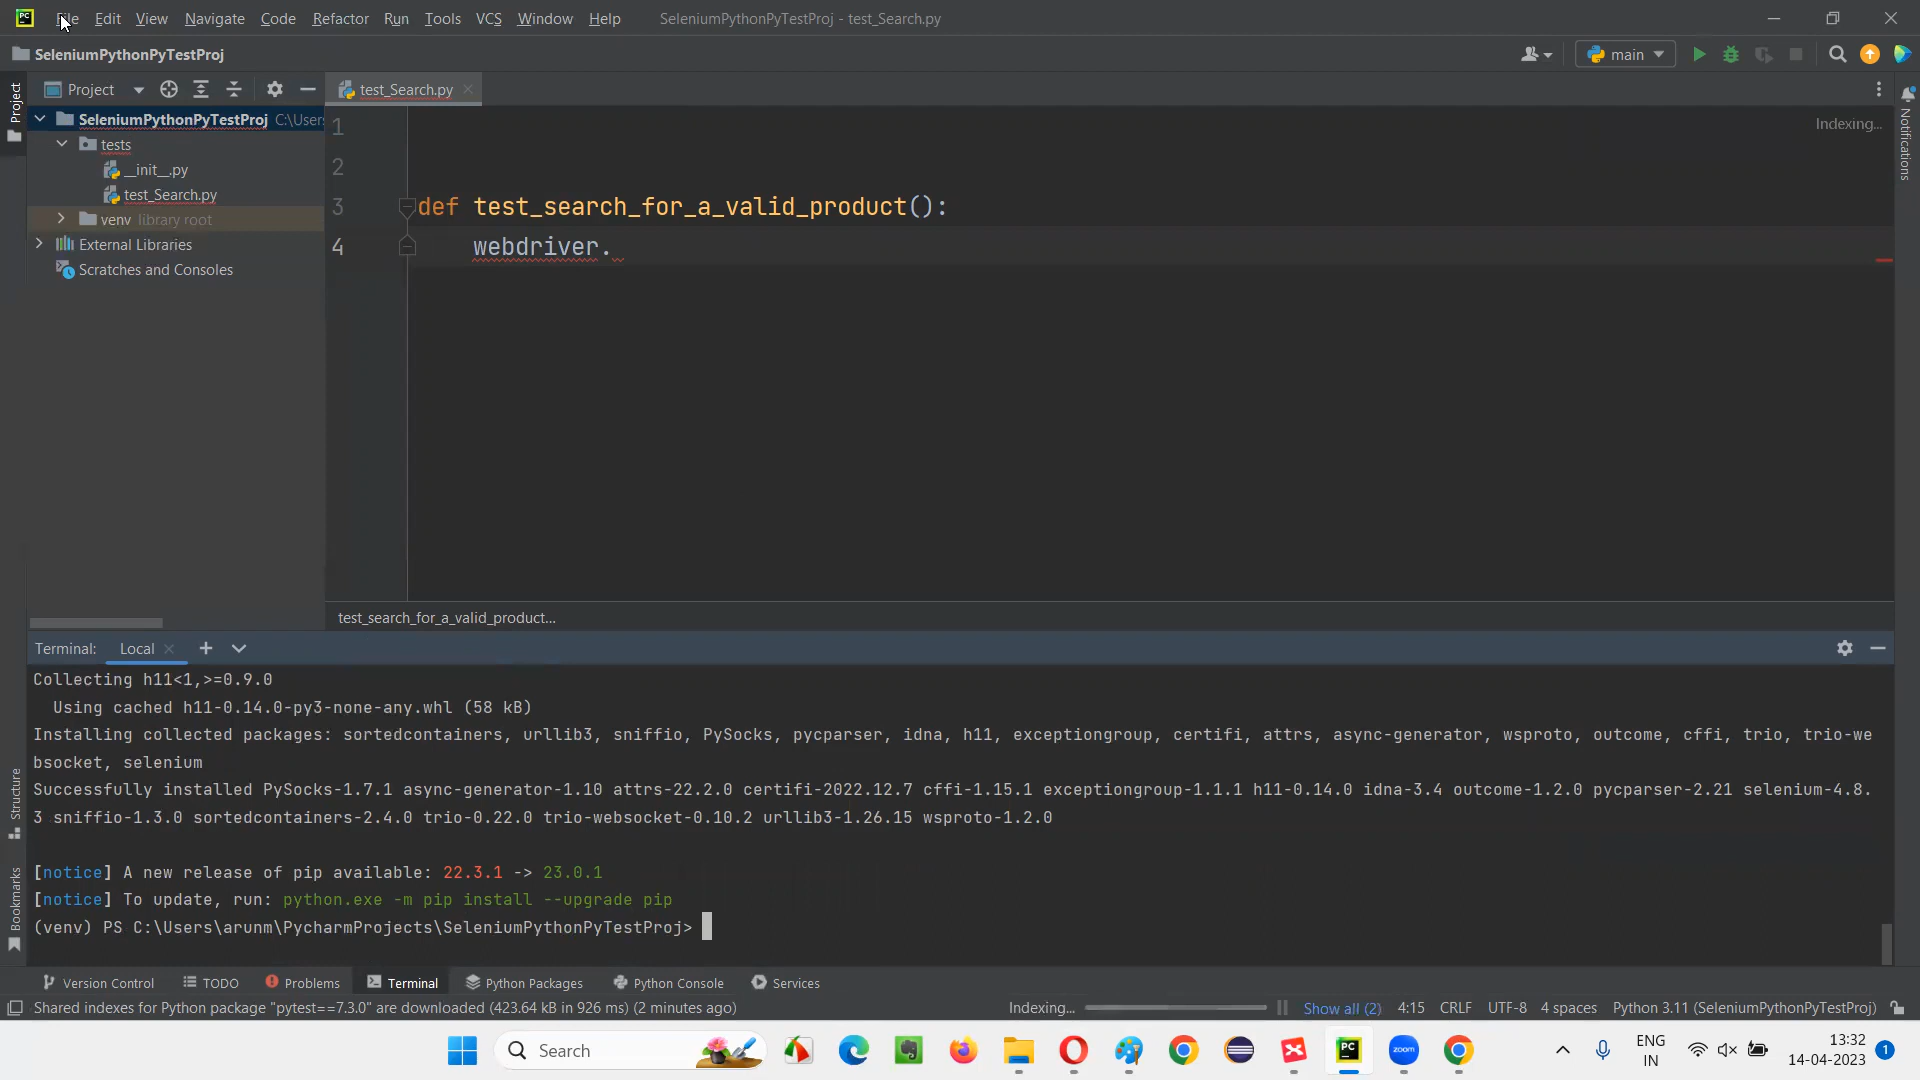 PC File Edit View Navigate Code Refactor Run Tools VCS Window Help SeleniumPythonPyTestProj - test_Search.py
SeleniumPythonPyTestProj main
Project test_Search.py
SeleniumPythonPyTestProj C:\Users
tests
__init__.py
test_Search.py
venv library root
External Libraries
Scratches and Consoles
Project
Structure
Bookmarks
1
2
3 def test_search_for_a_valid_product():
4 webdriver.
Indexing...
Notifications
test_search_for_a_valid_product...
Terminal: Local
Collecting h11<1,>=0.9.0
Using cached h11-0.14.0-py3-none-any.whl (58 kB)
Installing collected packages: sortedcontainers, urllib3, sniffio, PySocks, pycparser, idna, h11, exceptiongroup, certifi, attrs, async-generator, wsproto, outcome, cffi, trio, trio-we
bsocket, selenium
Successfully installed PySocks-1.7.1 async-generator-1.10 attrs-22.2.0 certifi-2022.12.7 cffi-1.15.1 exceptiongroup-1.1.1 h11-0.14.0 idna-3.4 outcome-1.2.0 pycparser-2.21 selenium-4.8.
3 sniffio-1.3.0 sortedcontainers-2.4.0 trio-0.22.0 trio-websocket-0.10.2 urllib3-1.26.15 wsproto-1.2.0
[notice] A new release of pip available: 22.3.1 -> 23.0.1
[notice] To update, run: python.exe -m pip install --upgrade pip
(venv) PS C:\Users\arunm\PycharmProjects\SeleniumPythonPyTestProj>
Version Control TODO Problems Terminal Python Packages Python Console Services
Shared indexes for Python package "pytest==7.3.0" are downloaded (423.64 kB in 926 ms) (2 minutes ago) Indexing... Show all (2) 4:15 CRLF UTF-8 4 spaces Python 3.11 (SeleniumPythonPyTestProj)
Search PC zoom ENG 13:32
IN 14-04-2023 1